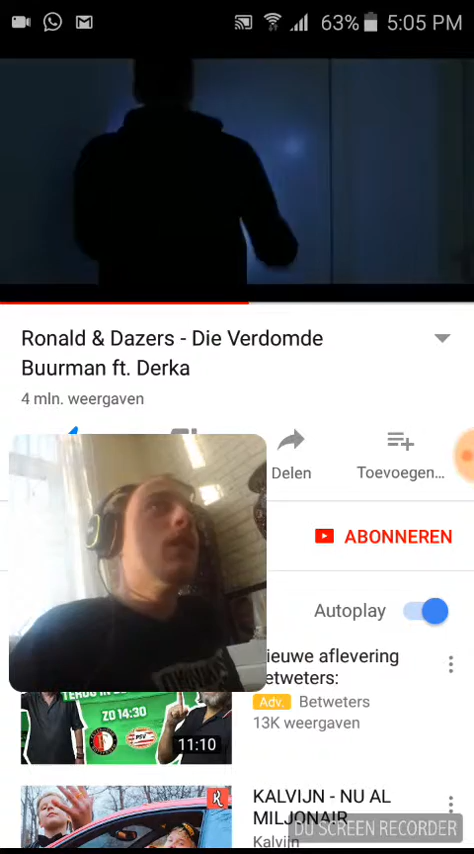 63% 5:05 PM
Ronald & Dazers - Die Verdomde
Buurman ft. Derka
4 mln. weergaven
Delen
Toevoegen...
ABONNEREN
Autoplay
ieuwe aflevering
etweters:
Adv. Betweters
13K weergaven
ZO 14:30
PSV
11:10
KALVIJN - NU AL
MILJONAIR
Kalvijn
DU SCREEN RECORDER